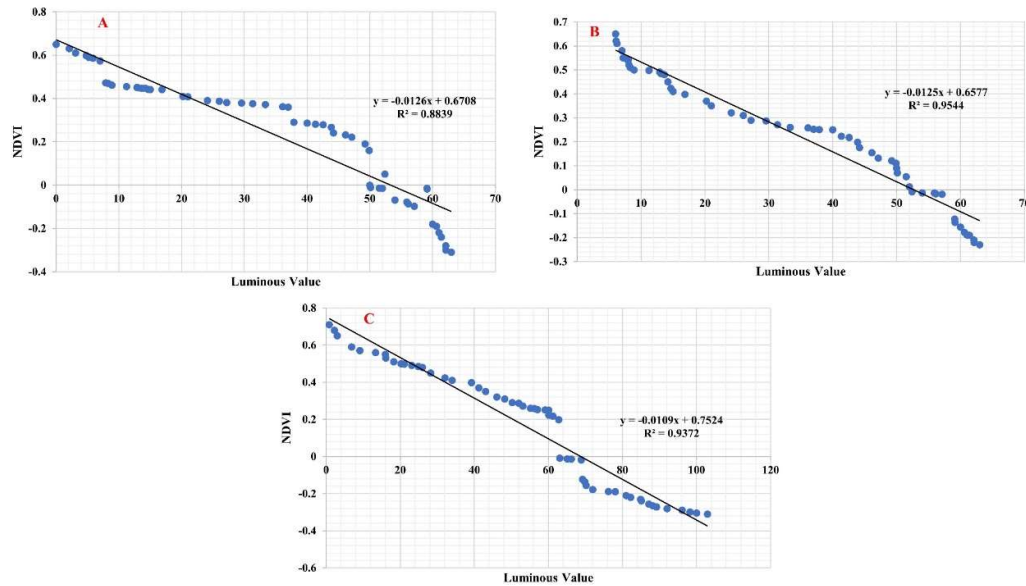 A
0.8
0.6
0.4
0.2
0
-0.2
-0.4
0 10 20 30 40 50 60 70
NDVI
Luminous Value
y = -0.0126x + 0.6708
R² = 0.8839
B
0.7
0.6
0.5
0.4
0.3
0.2
0.1
0
-0.1
-0.2
-0.3
0 10 20 30 40 50 60 70
NDVI
Luminous Value
y = -0.0125x + 0.6577
R² = 0.9544
C
0.8
0.6
0.4
0.2
0
-0.2
-0.4
-0.6
0 20 40 60 80 100 120
NDVI
Luminous Value
y = -0.0109x + 0.7524
R² = 0.9372